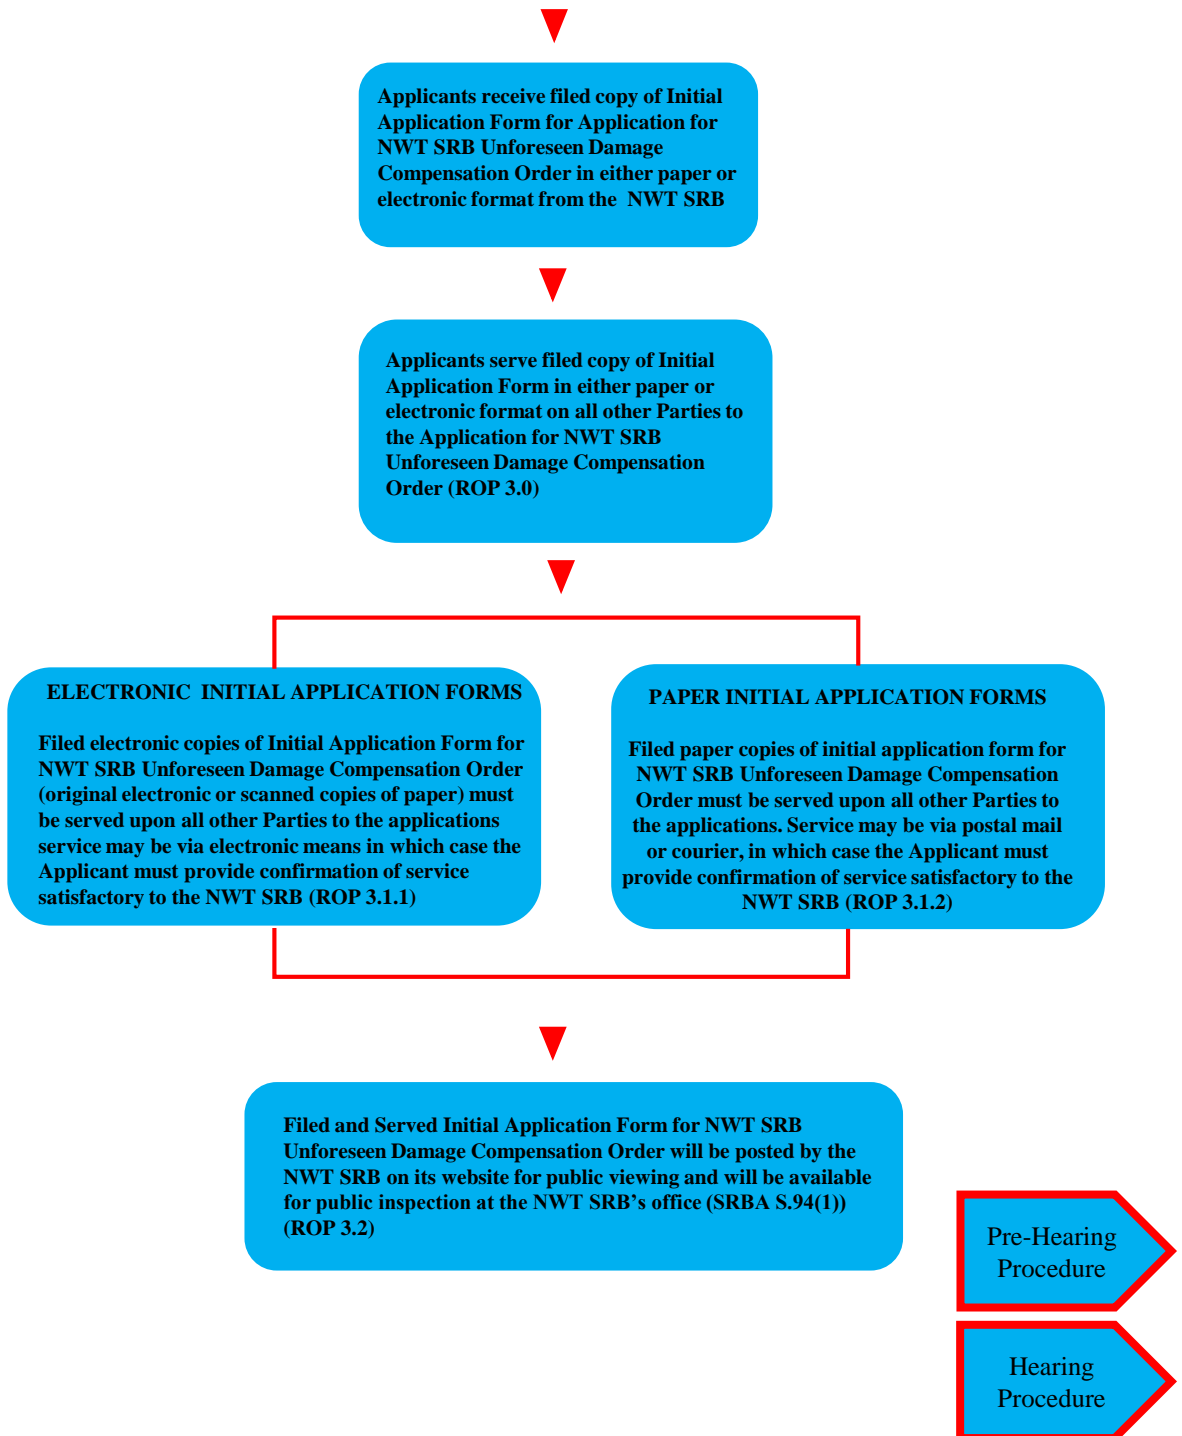 Applicants receive filed copy of Initial
Application Form for Application for
NWT SRB Unforeseen Damage
Compensation Order in either paper or
electronic format from the NWT SRB
Applicants serve filed copy of Initial
Application Form in either paper or
electronic format on all other Parties to
the Application for NWT SRB
Unforeseen Damage Compensation
Order (ROP 3.0)
ELECTRONIC INITIAL APPLICATION FORMS
Filed electronic copies of Initial Application Form for
NWT SRB Unforeseen Damage Compensation Order
(original electronic or scanned copies of paper) must
be served upon all other Parties to the applications
service may be via electronic means in which case the
Applicant must provide confirmation of service
satisfactory to the NWT SRB (ROP 3.1.1)
PAPER INITIAL APPLICATION FORMS
Filed paper copies of initial application form for
NWT SRB Unforeseen Damage Compensation
Order must be served upon all other Parties to
the applications. Service may be via postal mail
or courier, in which case the Applicant must
provide confirmation of service satisfactory to the
NWT SRB (ROP 3.1.2)
Filed and Served Initial Application Form for NWT SRB
Unforeseen Damage Compensation Order will be posted by the
NWT SRB on its website for public viewing and will be available
for public inspection at the NWT SRB’s office (SRBA S.94(1))
(ROP 3.2)
Pre-Hearing
Procedure
Hearing
Procedure